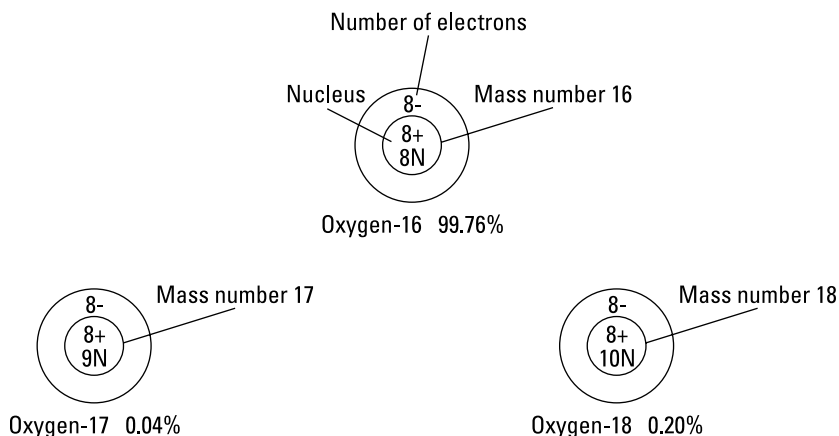 Number of electrons
Nucleus
8-
Mass number 16
8+
8N
Oxygen-16 99.76%
8-
Mass number 17
8+
9N
Oxygen-17 0.04%
8-
Mass number 18
8+
10N
Oxygen-18 0.20%